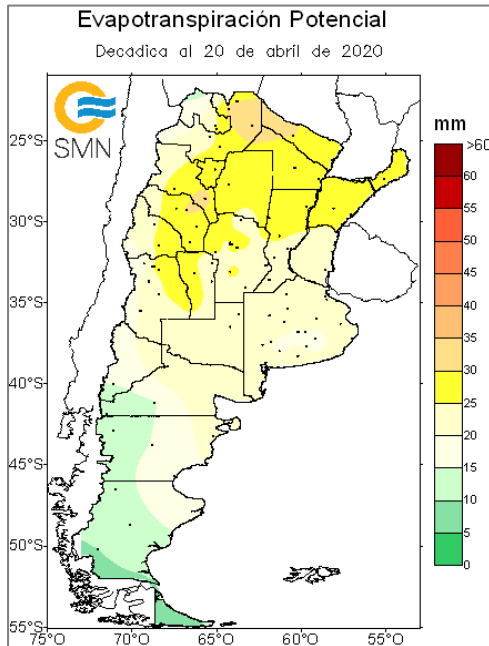 Evapotranspiración Potencial
Decadica al 20 de abril de 2020
SMN
mm
>60
60
55
50
45
40
35
30
25
20
15
10
5
0
25°S
30°S
35°S
40°S
45°S
50°S
55°S
75°O
70°O
65°O
60°O
55°O